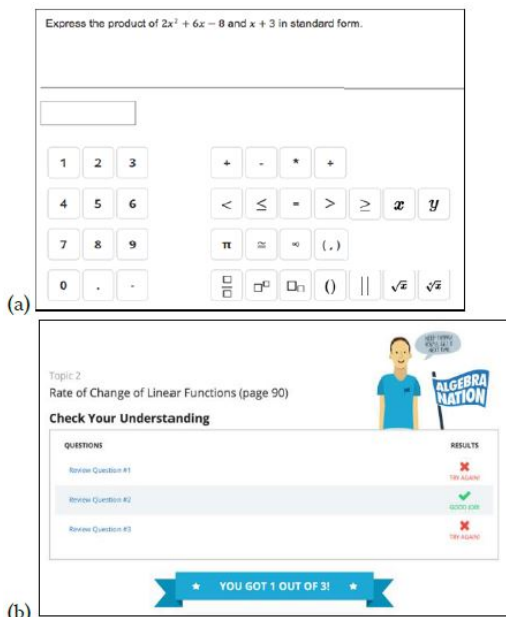 Express the product of 2x² + 6x − 8 and x + 3 in standard form.
1 2 3 + - * ÷
4 5 6 < ≤ = > ≥ x y
7 8 9 π ≅ ∞ (,)
0 . - □/□ □^□ □_□ () || √x ∜x
(a)
Topic 2
Rate of Change of Linear Functions (page 90)
ALGEBRA
NATION
Check Your Understanding
QUESTIONS RESULTS
Review Question #1
TRY AGAIN!
Review Question #2
GOOD JOB!
Review Question #3
TRY AGAIN!
YOU GOT 1 OUT OF 3!
(b)